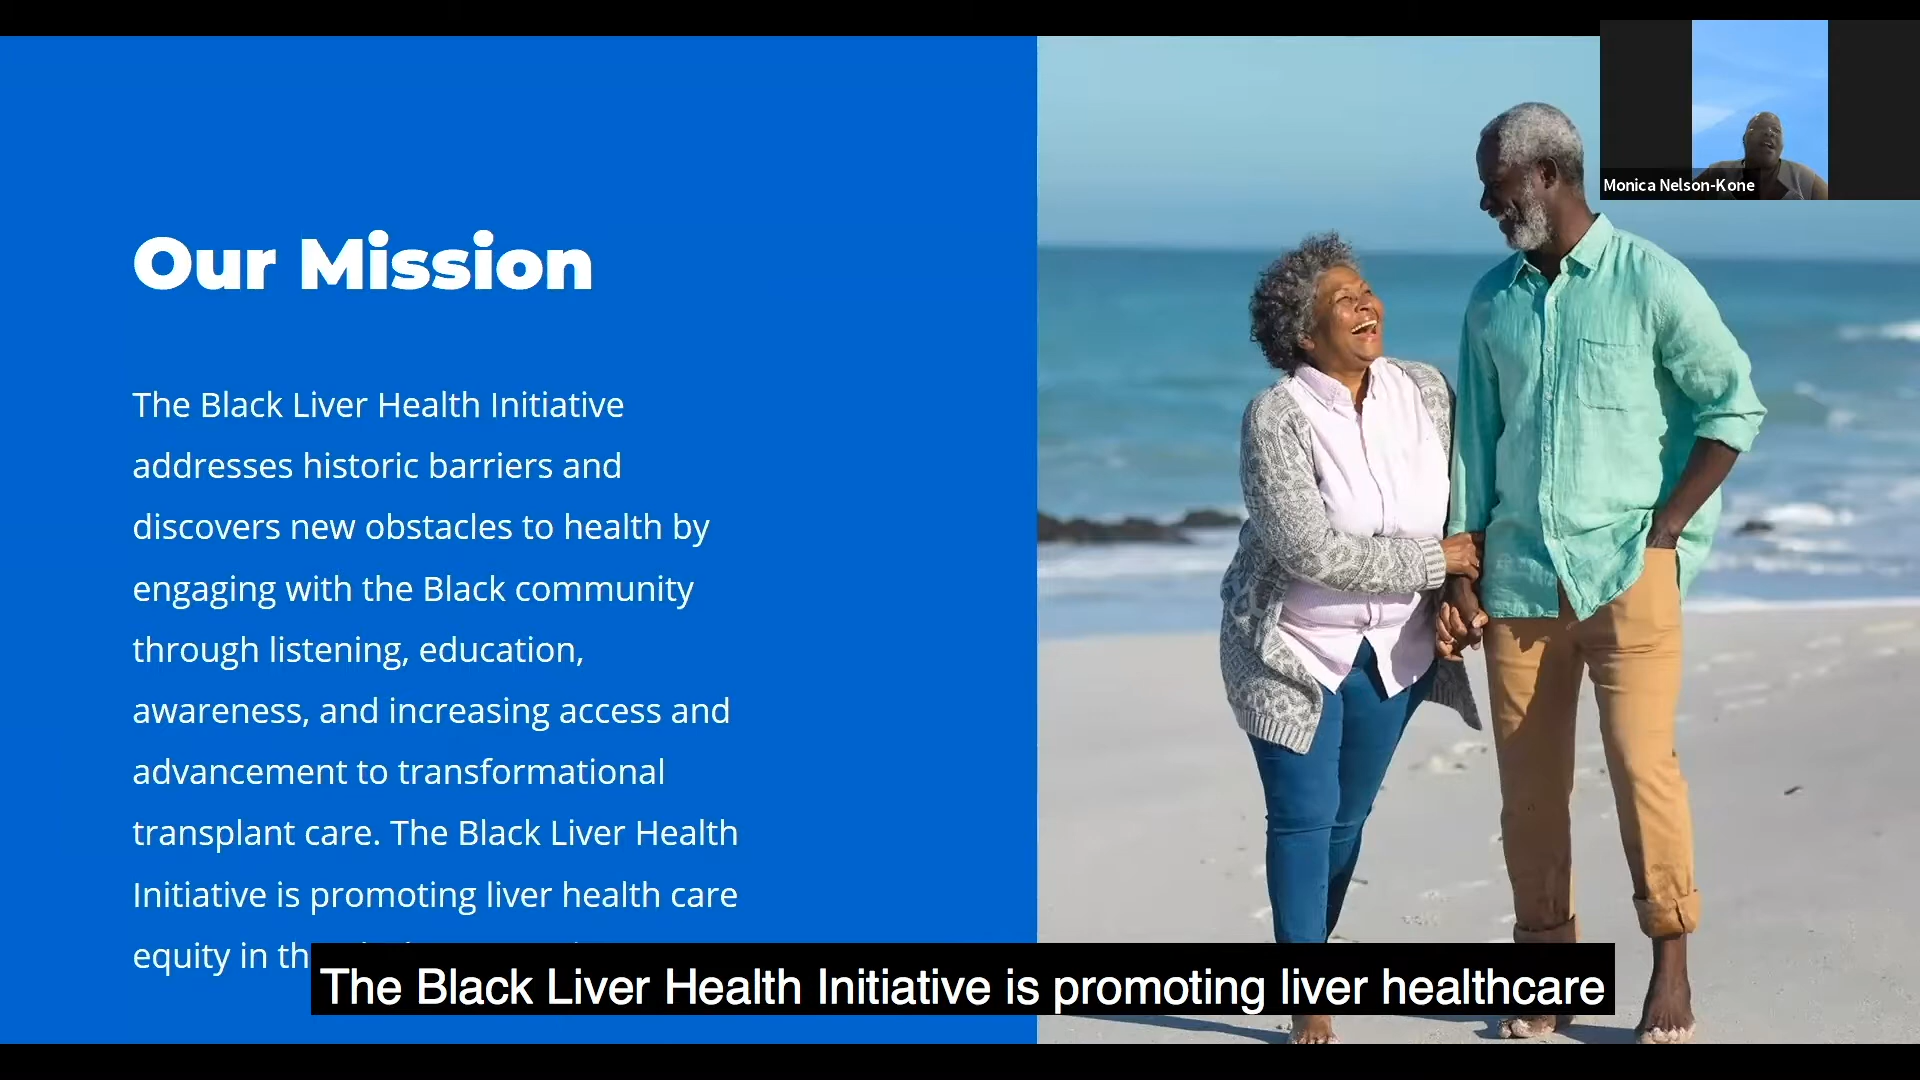 Our Mission
The Black Liver Health Initiative
addresses historic barriers and
discovers new obstacles to health by
engaging with the Black community
through listening, education,
awareness, and increasing access and
advancement to transformational
transplant care. The Black Liver Health
Initiative is promoting liver health care
equity in
The Black Liver Health Initiative is promoting liver healthcare
Monica Nelson-Kone